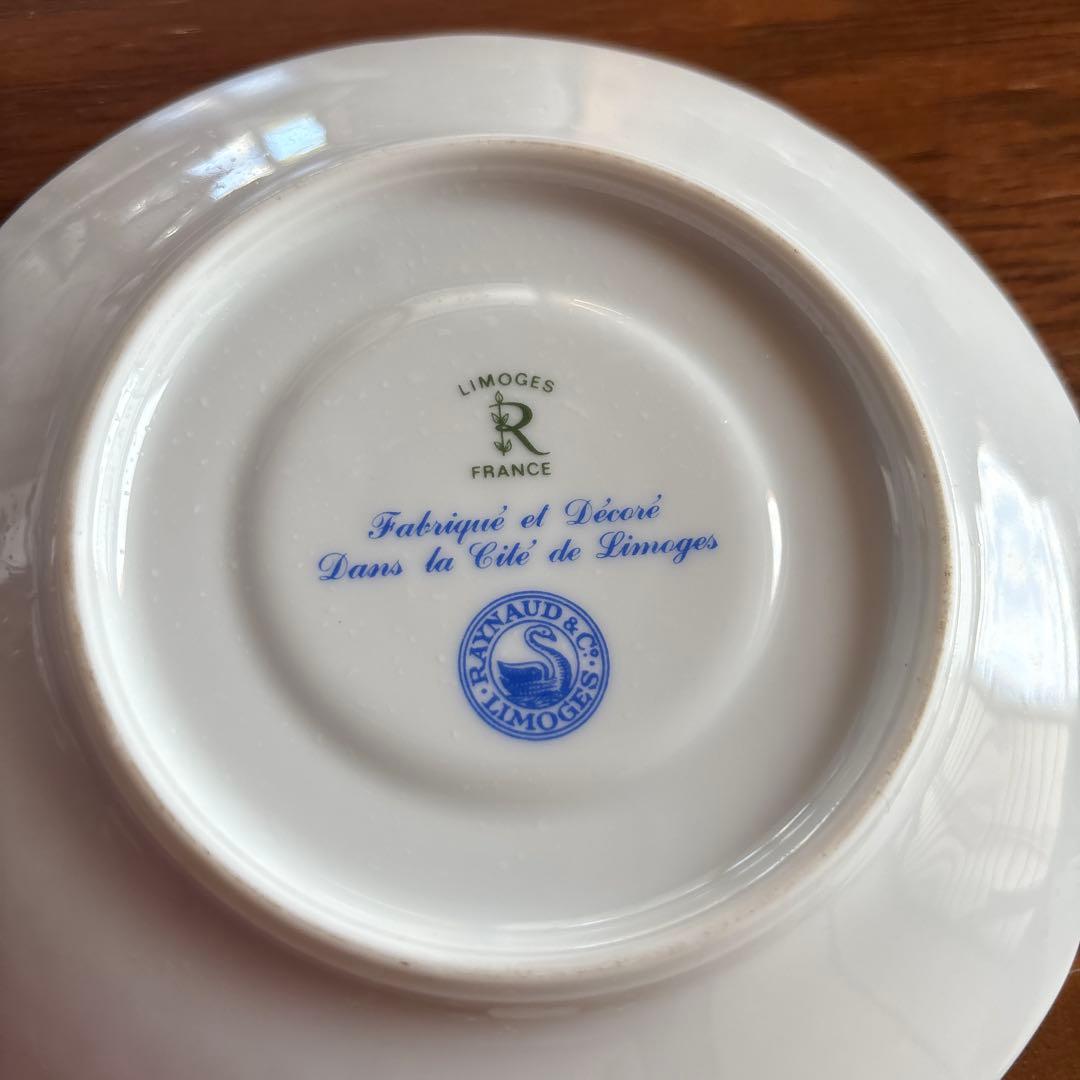 LIMOGES
R
FRANCE
Fabriqué et Décoré
Dans la Cité de Limoges
RAYNAUD & Co.
LIMOGES